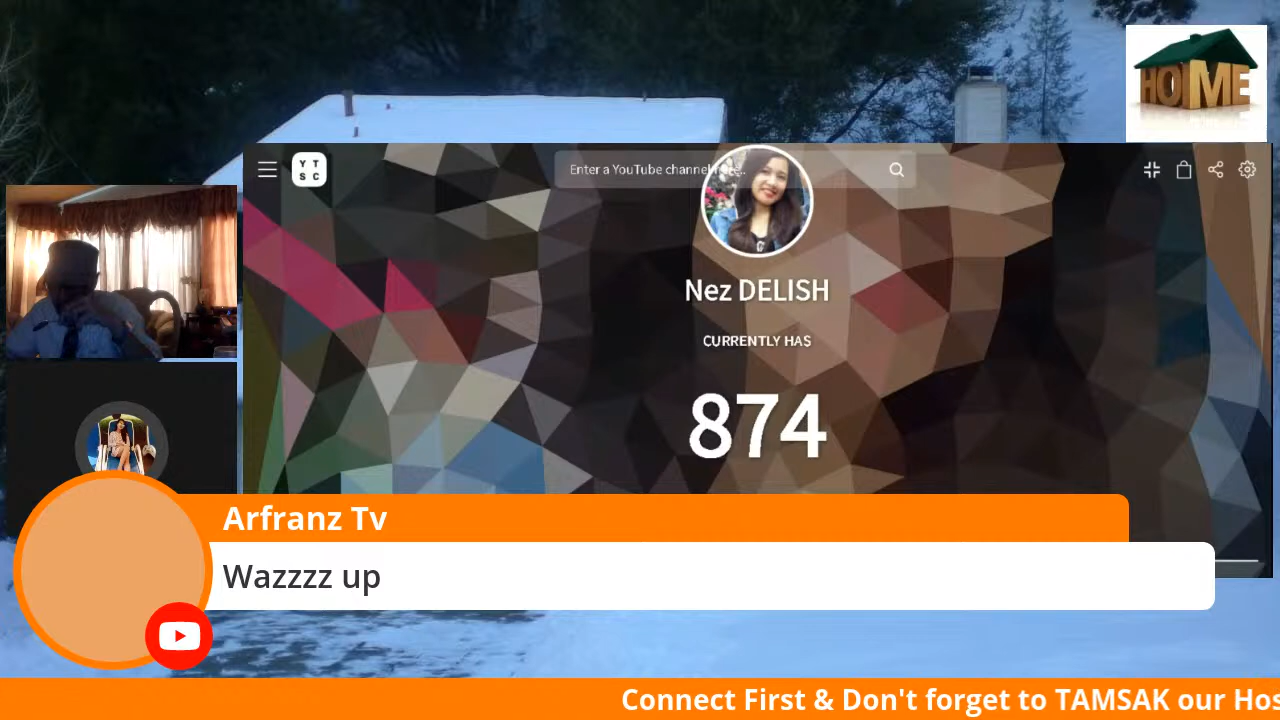 HOME
Y T
S C
Enter a YouTube channel
Nez DELISH
CURRENTLY HAS
874
Arfranz Tv
Wazzzz up
Connect First & Don't forget to TAMSAK our Hos